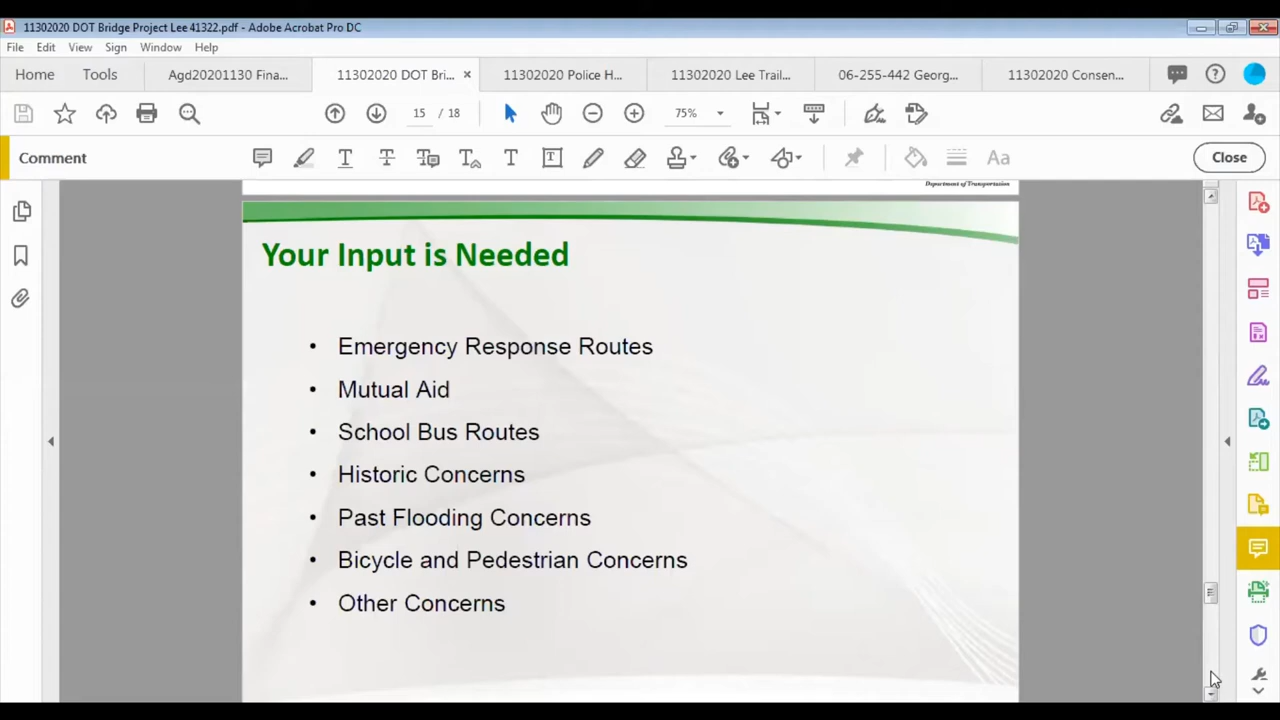 11302020 DOT Bridge Project Lee 41322.pdf - Adobe Acrobat Pro DC
File Edit View Sign Window Help
Home Tools Agd20201130 Fina... 11302020 DOT Bri... × 11302020 Police H... 11302020 Lee Trail... 06-255-442 Georg... 11302020 Consen...
15 / 18 75%
Comment Close
Department of Transportation
Your Input is Needed
• Emergency Response Routes
• Mutual Aid
• School Bus Routes
• Historic Concerns
• Past Flooding Concerns
• Bicycle and Pedestrian Concerns
• Other Concerns